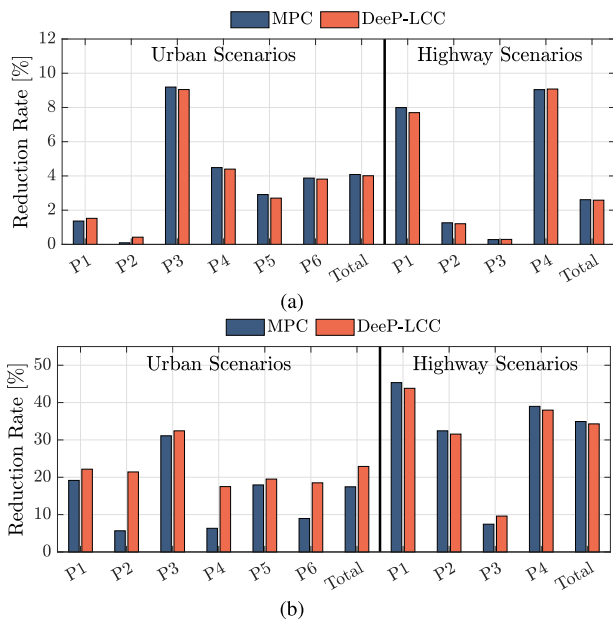 MPC DeeP-LCC
Urban Scenarios Highway Scenarios
Reduction Rate [%]
12
10
8
6
4
2
0
P1 P2 P3 P4 P5 P6 Total P1 P2 P3 P4 Total
(a)
MPC DeeP-LCC
Urban Scenarios Highway Scenarios
Reduction Rate [%]
50
40
30
20
10
0
P1 P2 P3 P4 P5 P6 Total P1 P2 P3 P4 Total
(b)